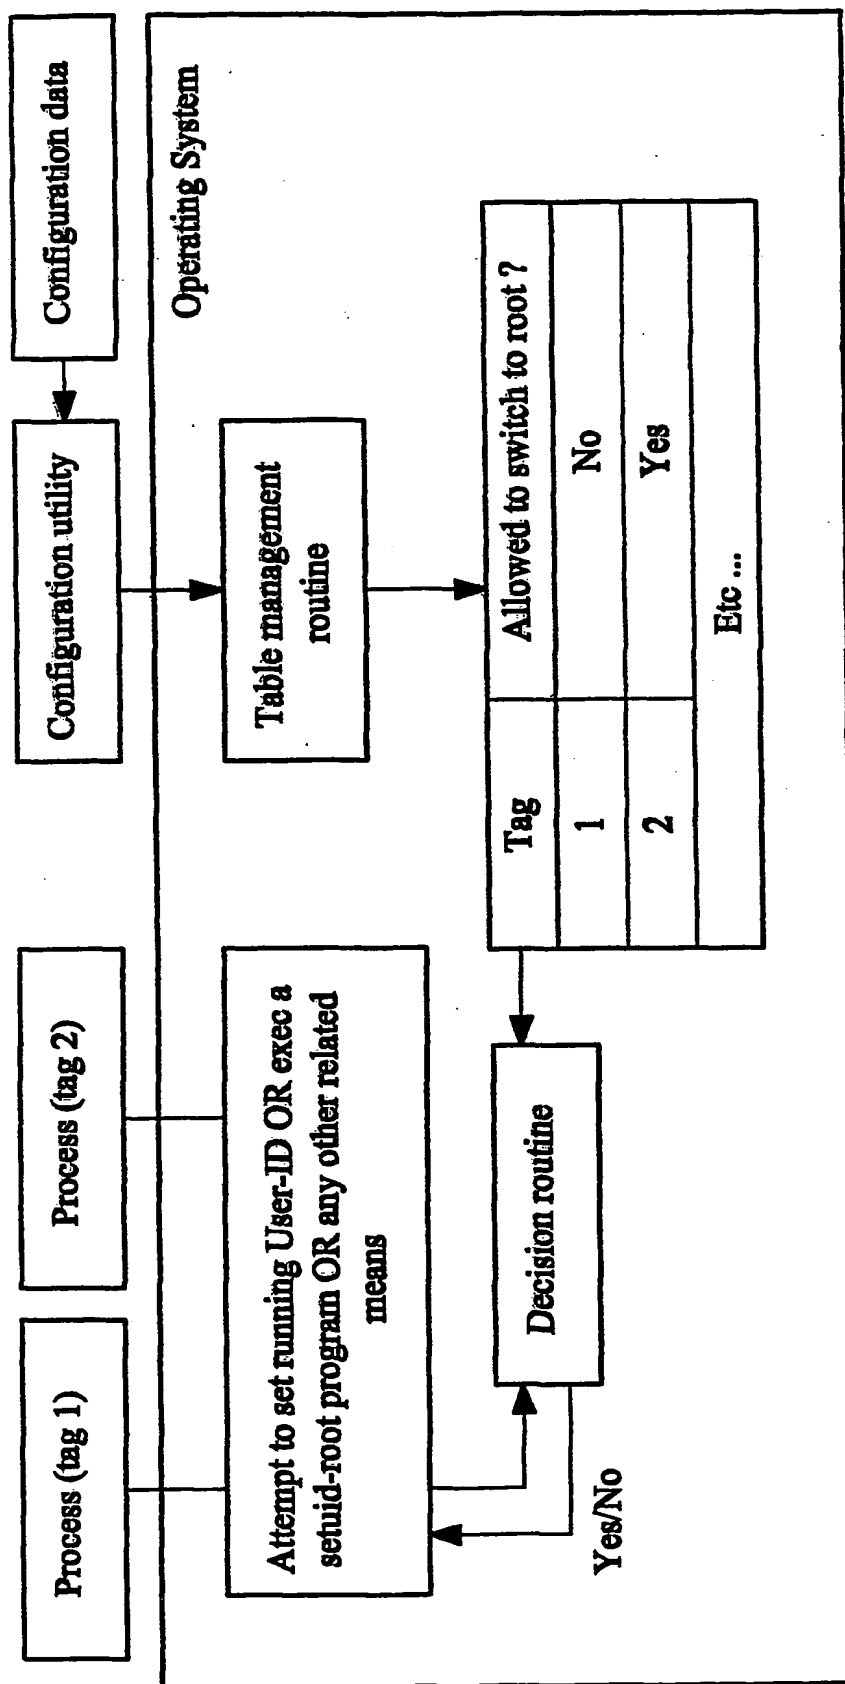 Process (tag 1)
Process (tag 2)
Configuration utility
Configuration data
Operating System
Attempt to set running User-ID OR exec a
setuid-root program OR any other related
means
Table management
routine
Yes/No
Decision routine
Tag
Allowed to switch to root ?
1
No
2
Yes
Etc ...